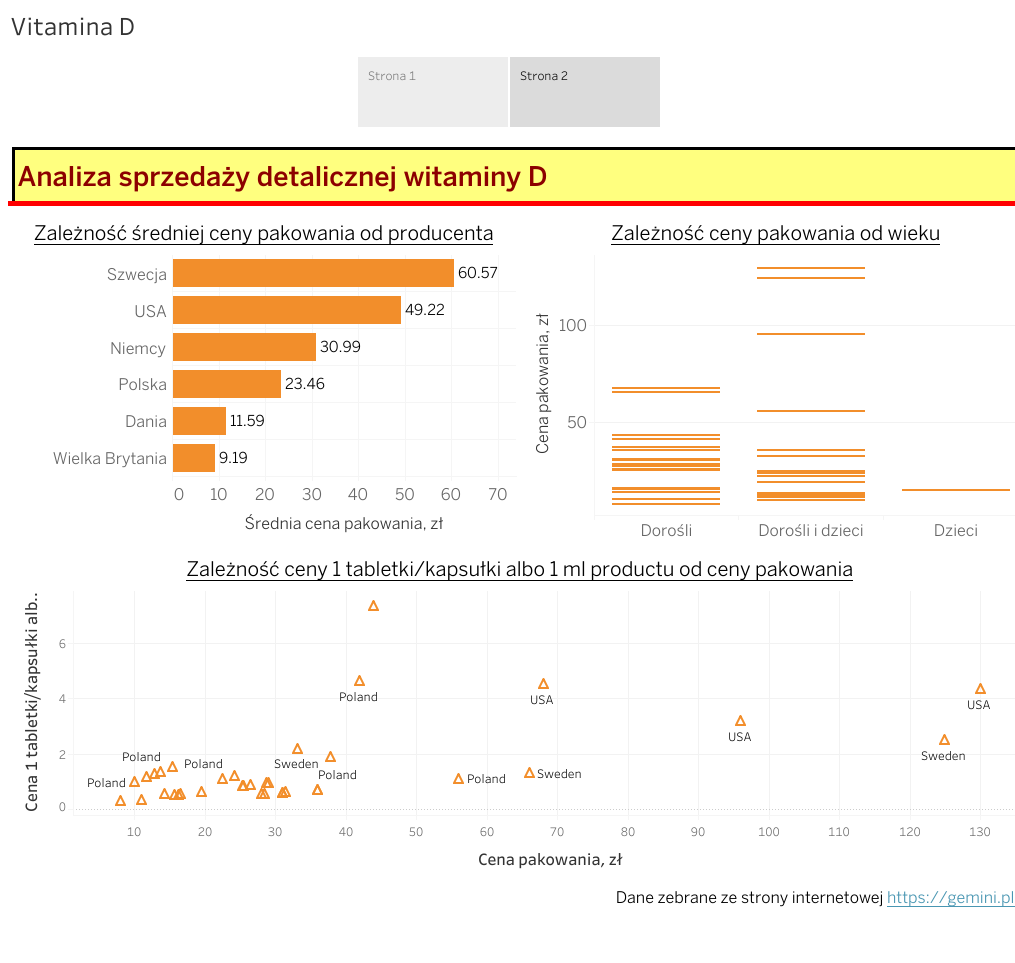 Vitamina D
Strona 1
Strona 2
Analiza sprzedaży detalicznej witaminy D
Zależność średniej ceny pakowania od producenta
Szwecja 60.57
USA 49.22
Niemcy 30.99
Polska 23.46
Dania 11.59
Wielka Brytania 9.19
0 10 20 30 40 50 60 70
Średnia cena pakowania, zł
Zależność ceny pakowania od wieku
Cena pakowania, zł
100
50
Dorośli Dorośli i dzieci Dzieci
Zależność ceny 1 tabletki/kapsułki albo 1 ml productu od ceny pakowania
Cena 1 tabletki/kapsułki alb..
6
4
2
0
Poland
USA
USA
USA
Poland
Poland
Sweden
Sweden
Poland
Poland
Poland
Sweden
10 20 30 40 50 60 70 80 90 100 110 120 130
Cena pakowania, zł
Dane zebrane ze strony internetowej https://gemini.pl